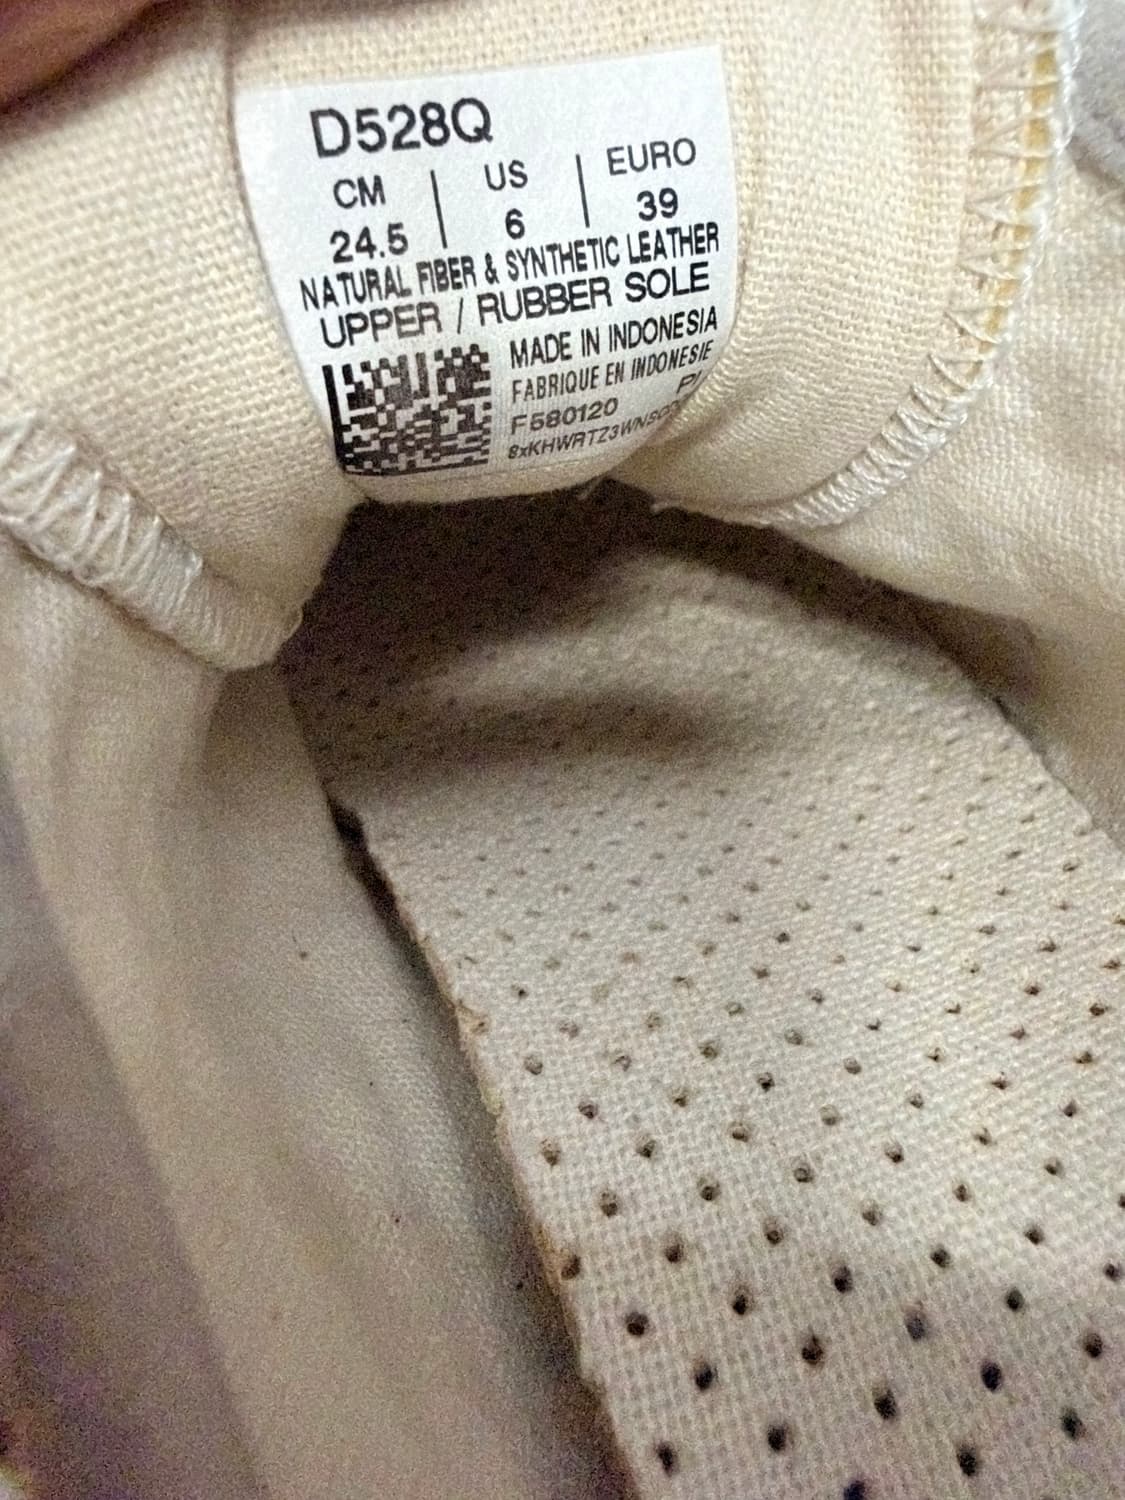 D528Q
CM | US | EURO
24.5 | 6 | 39
NATURAL FIBER & SYNTHETIC LEATHER
UPPER / RUBBER SOLE
MADE IN INDONESIA
FABRIQUE EN INDONESIE
F580120